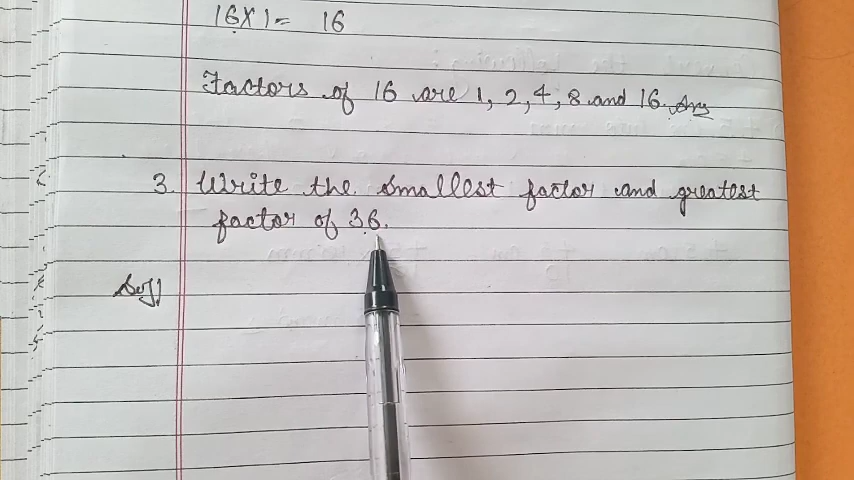 16×1= 16
Factors of 16 are 1, 2, 4, 8 and 16. Ans
3. Write the smallest factor and greatest
factor of 36.